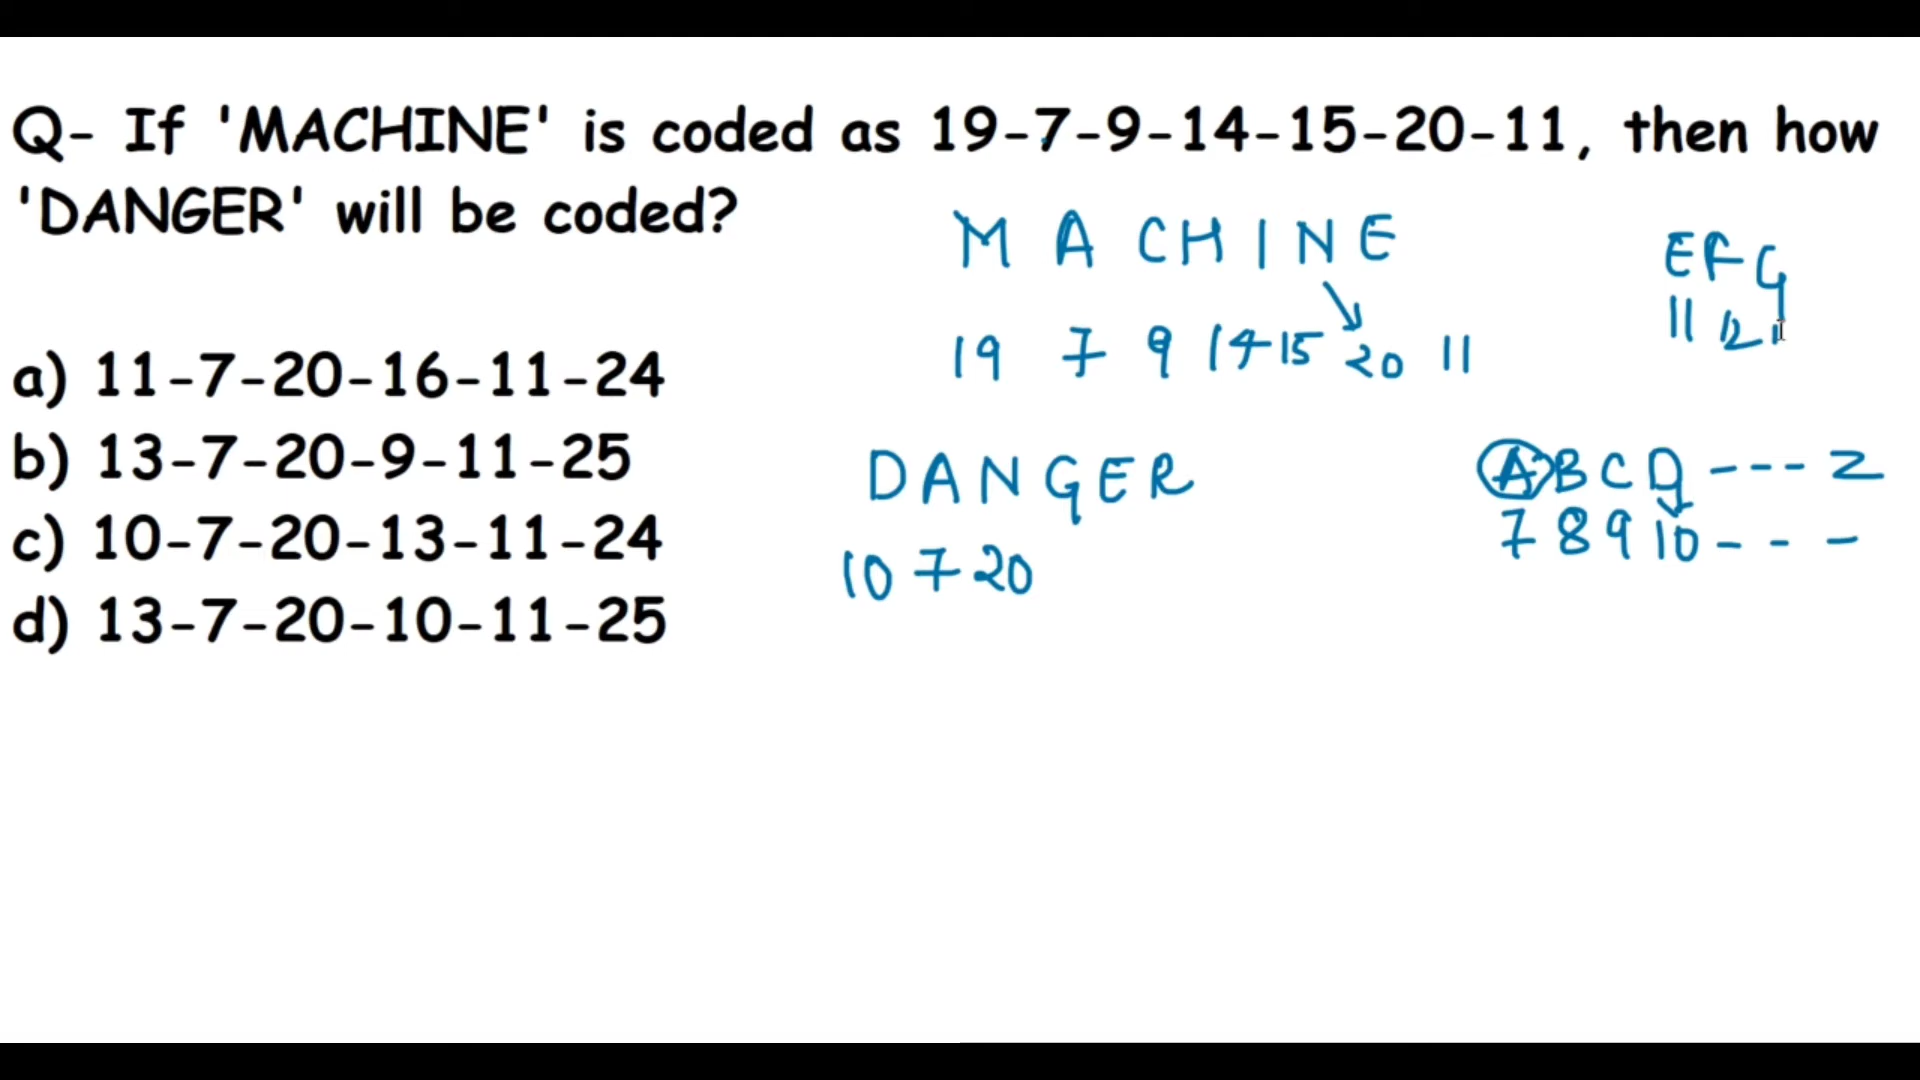 Q- If 'MACHINE' is coded as 19-7-9-14-15-20-11, then how
'DANGER' will be coded?
M A C H I N E
19 7 9 14 15 20 11
E F G
11 12 1
a) 11-7-20-16-11-24
b) 13-7-20-9-11-25
c) 10-7-20-13-11-24
d) 13-7-20-10-11-25
D A N G E R
10 7 20
A B C D ---- Z
7 8 9 10 - - -